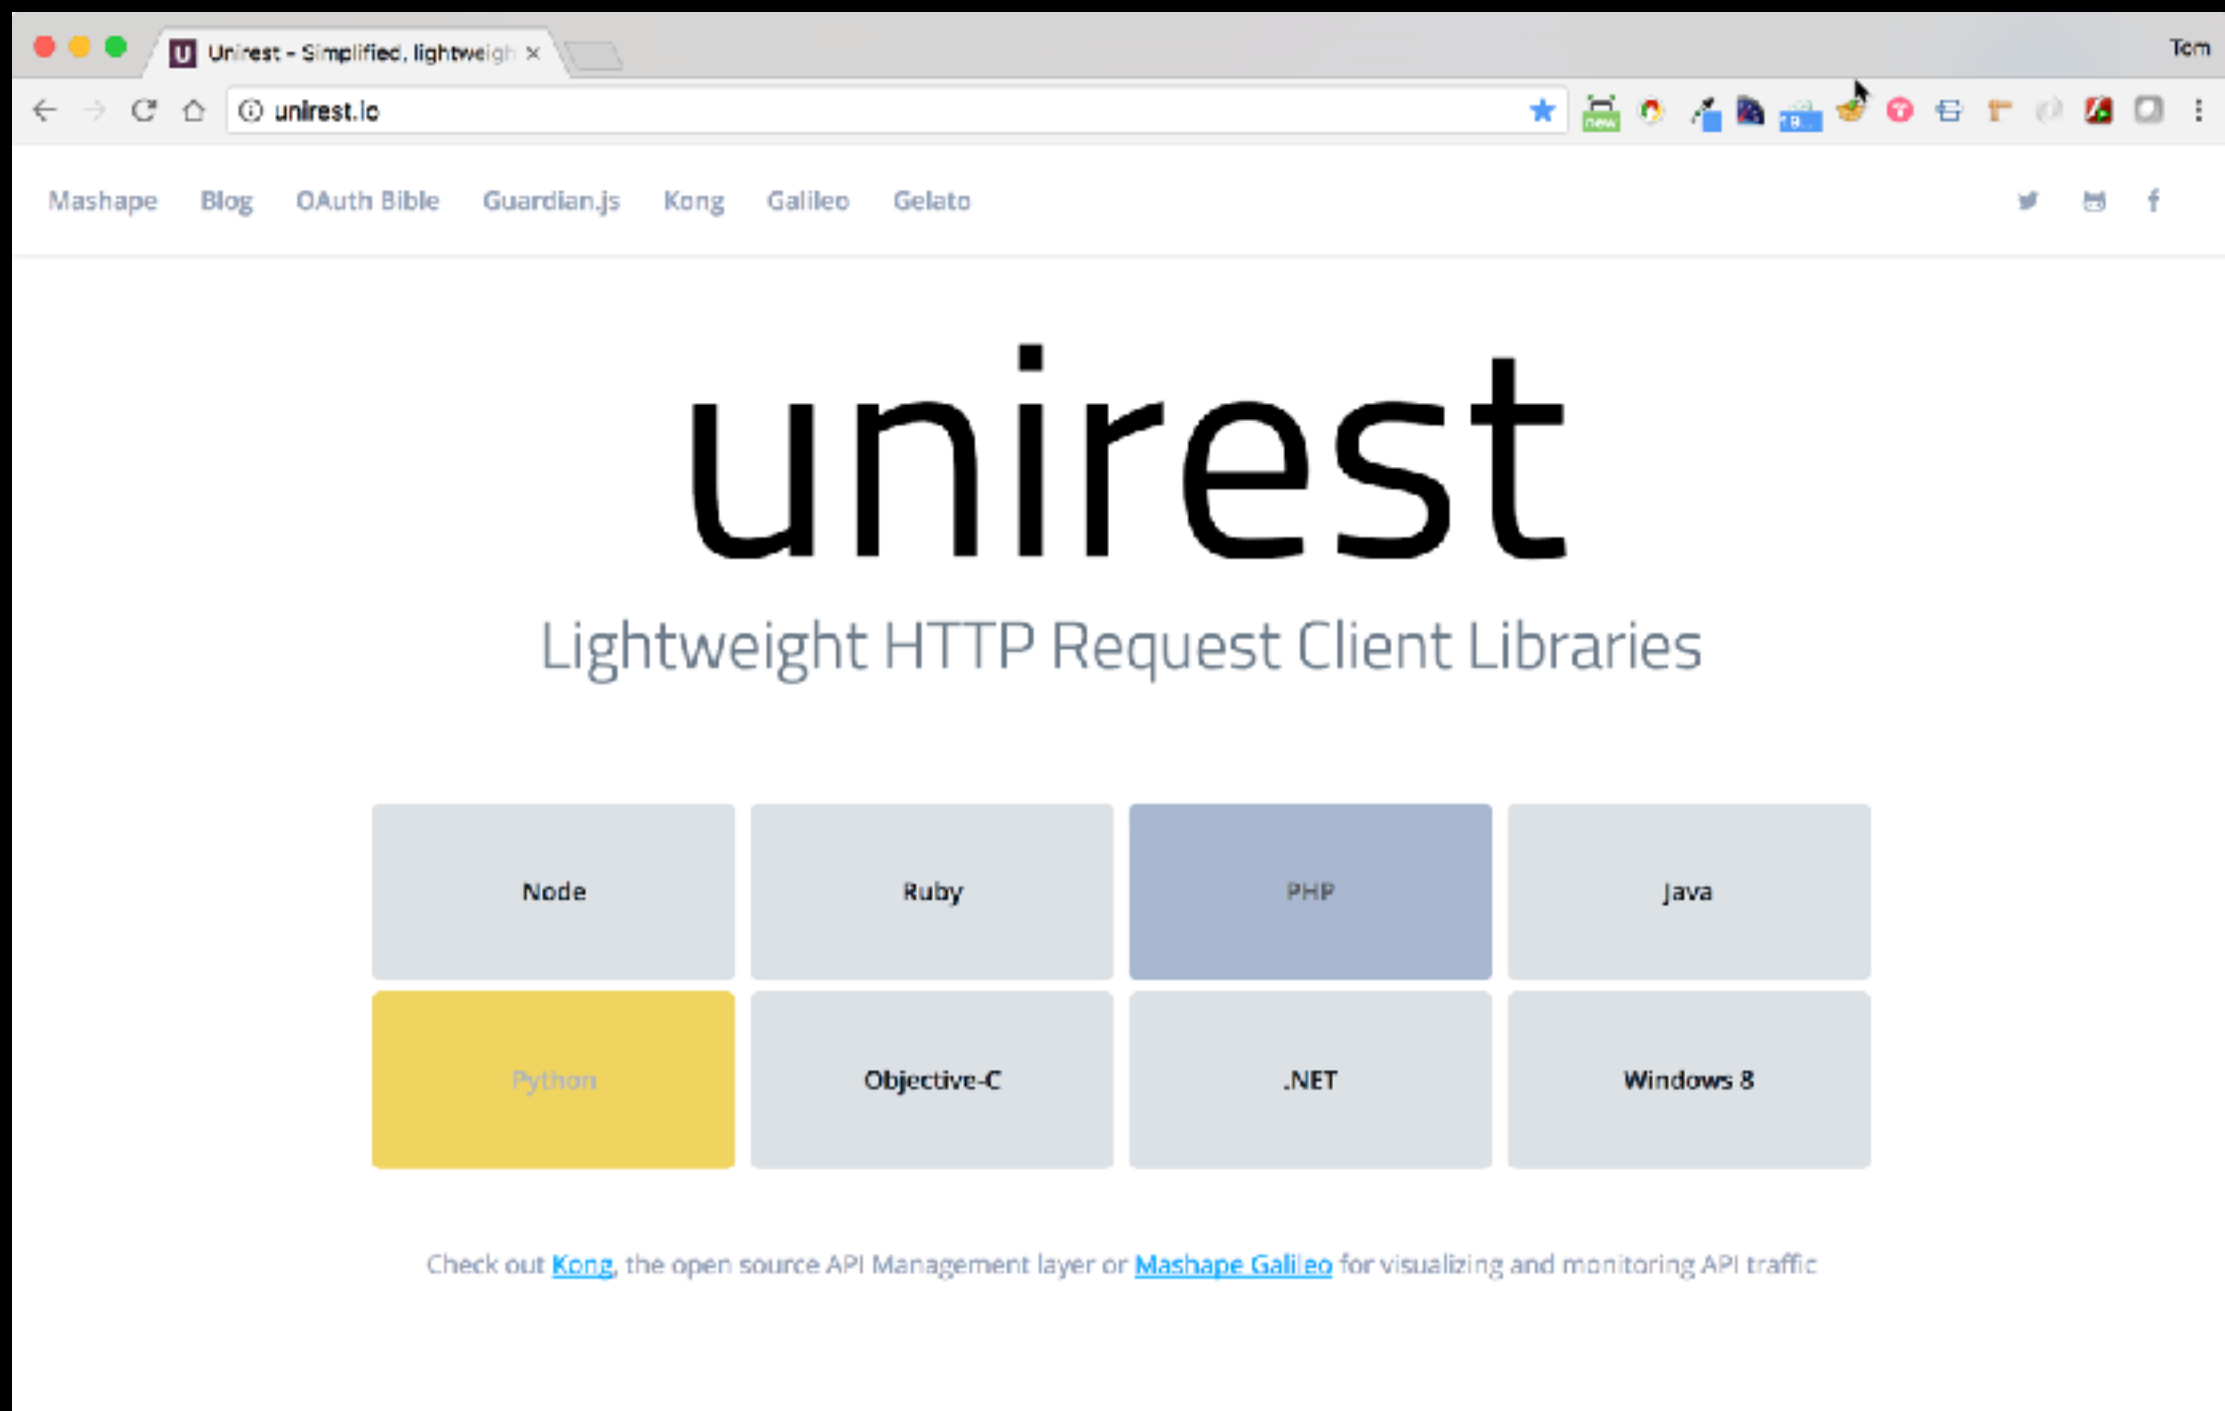 Unirest - Simplified, lightweigh
Tom
unirest.io
new
19...
Mashape Blog OAuth Bible Guardian.js Kong Galileo Gelato
unirest
Lightweight HTTP Request Client Libraries
Node Ruby PHP Java
Python Objective-C .NET Windows 8
Check out Kong, the open source API Management layer or Mashape Galileo for visualizing and monitoring API traffic